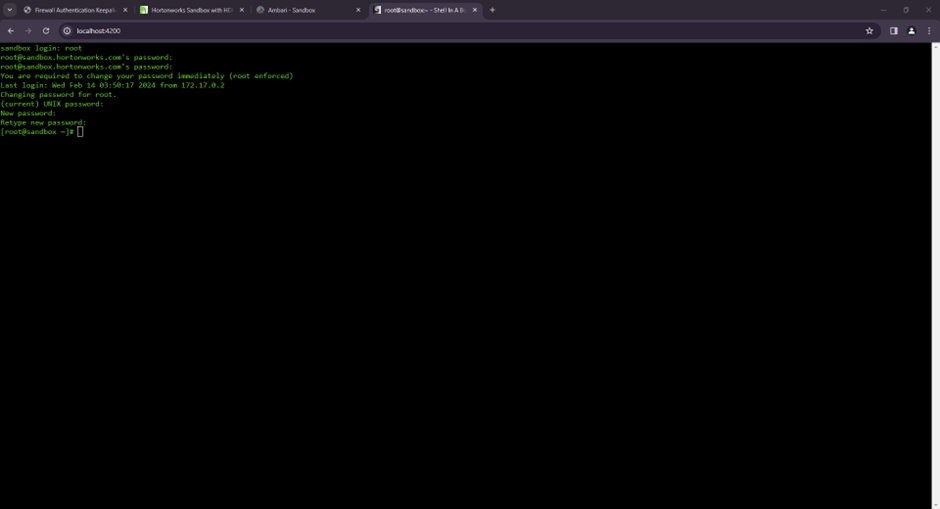 Firewall Authentication Keepali
Hortonworks Sandbox with HD
Ambari - Sandbox
root@sandbox:~ - Shell In A B
localhost:4200
sandbox login: root
root@sandbox.hortonworks.com's password:
root@sandbox.hortonworks.com's password:
You are required to change your password immediately (root enforced)
Last login: Wed Feb 14 03:50:17 2024 from 172.17.0.2
Changing password for root.
(current) UNIX password:
New password:
Retype new password:
[root@sandbox ~]#